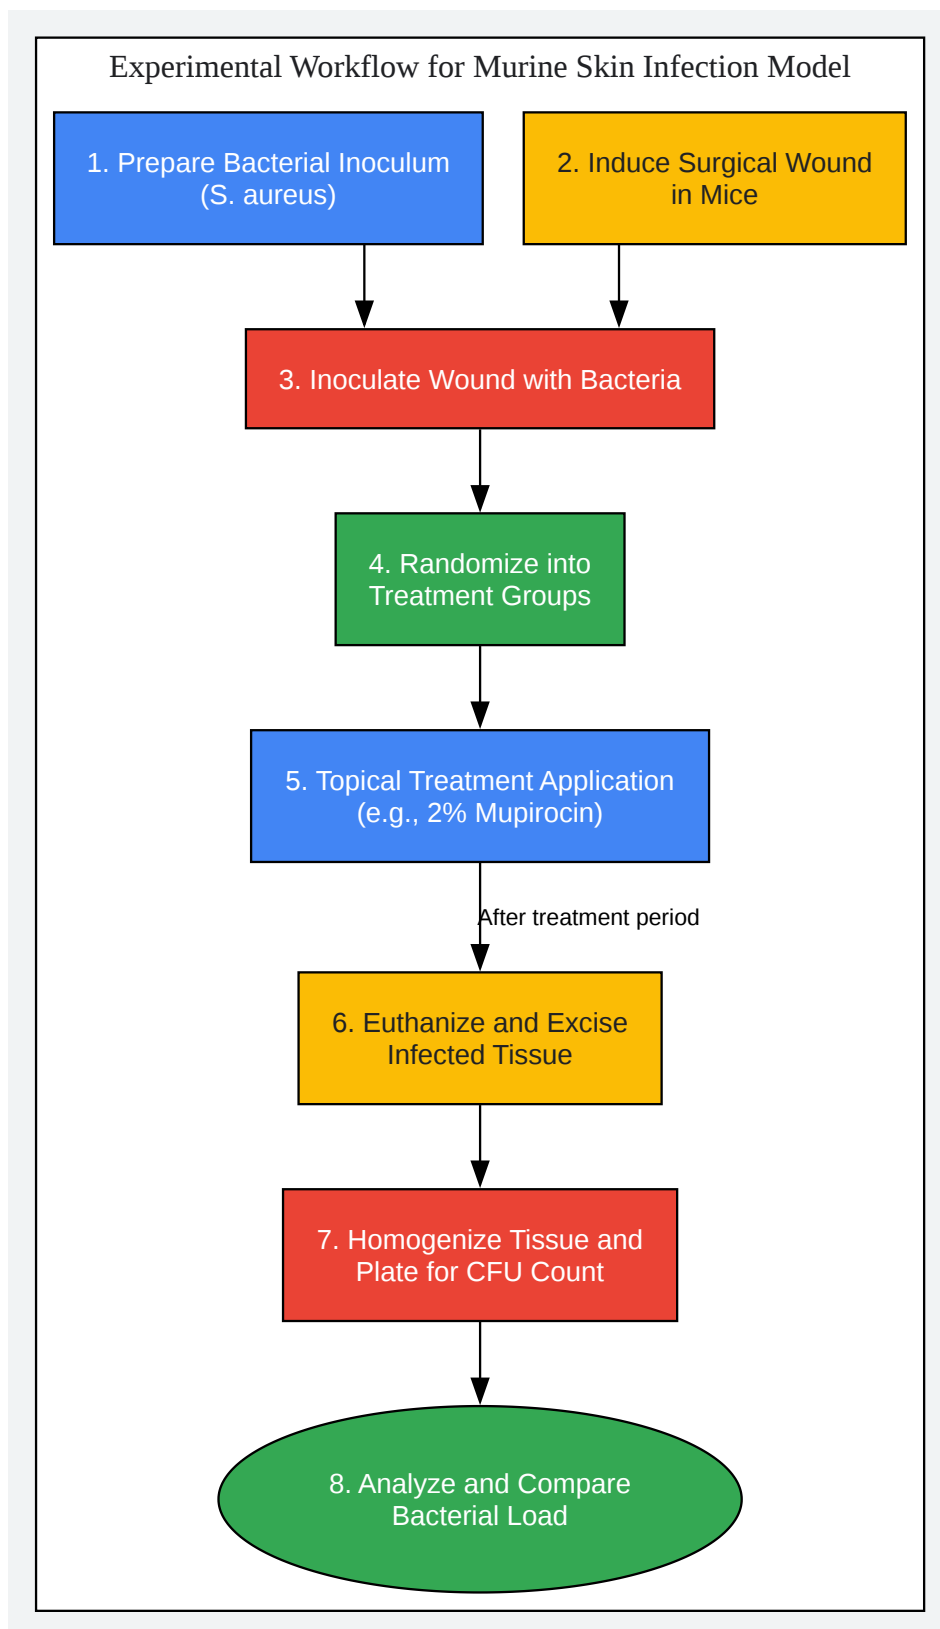 Experimental Workflow for Murine Skin Infection Model
1. Prepare Bacterial Inoculum
(S. aureus)
2. Induce Surgical Wound
in Mice
3. Inoculate Wound with Bacteria
4. Randomize into
Treatment Groups
5. Topical Treatment Application
(e.g., 2% Mupirocin)
After treatment period
6. Euthanize and Excise
Infected Tissue
7. Homogenize Tissue and
Plate for CFU Count
8. Analyze and Compare
Bacterial Load